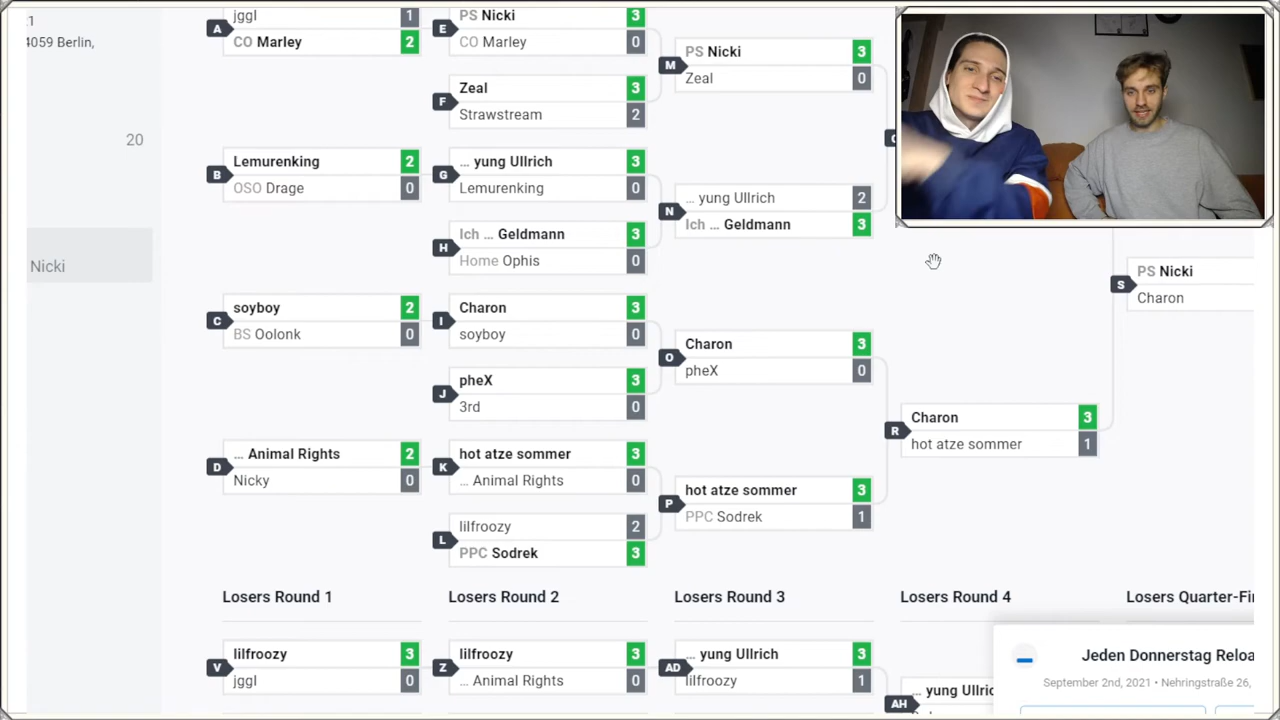 4059 Berlin,
20
Nicki
A
jggl 1
CO Marley 2
B
Lemurenking 2
OSO Drage 0
C
soyboy 2
BS Oolonk 0
D
... Animal Rights 2
Nicky 0
E
PS Nicki 3
CO Marley 0
F
Zeal 3
Strawstream 2
G
... yung Ullrich 3
Lemurenking 0
H
Ich ... Geldmann 3
Home Ophis 0
I
Charon 3
soyboy 0
J
pheX 3
3rd 0
K
hot atze sommer 3
... Animal Rights 0
L
lilfroozy 2
PPC Sodrek 3
M
PS Nicki 3
Zeal 0
N
... yung Ullrich 2
Ich ... Geldmann 3
O
Charon 3
pheX 0
P
hot atze sommer 3
PPC Sodrek 1
R
Charon 3
hot atze sommer 1
S
PS Nicki
Charon
Losers Round 1
Losers Round 2
Losers Round 3
Losers Round 4
Losers Quarter-Fi
V
lilfroozy 3
jggl 0
Z
lilfroozy 3
... Animal Rights 0
AD
... yung Ullrich 3
lilfroozy 1
AH
... yung Ullric
Jeden Donnerstag Reloa
September 2nd, 2021 • Nehringstraße 26,